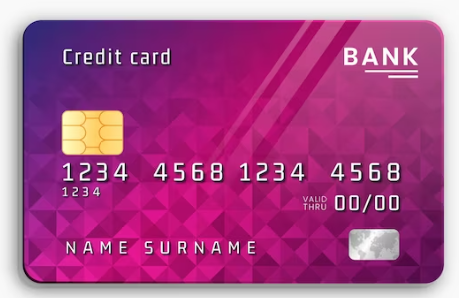 Credit card BANK
1234 4568 1234 4568
1234
VALID THRU 00/00
NAME SURNAME